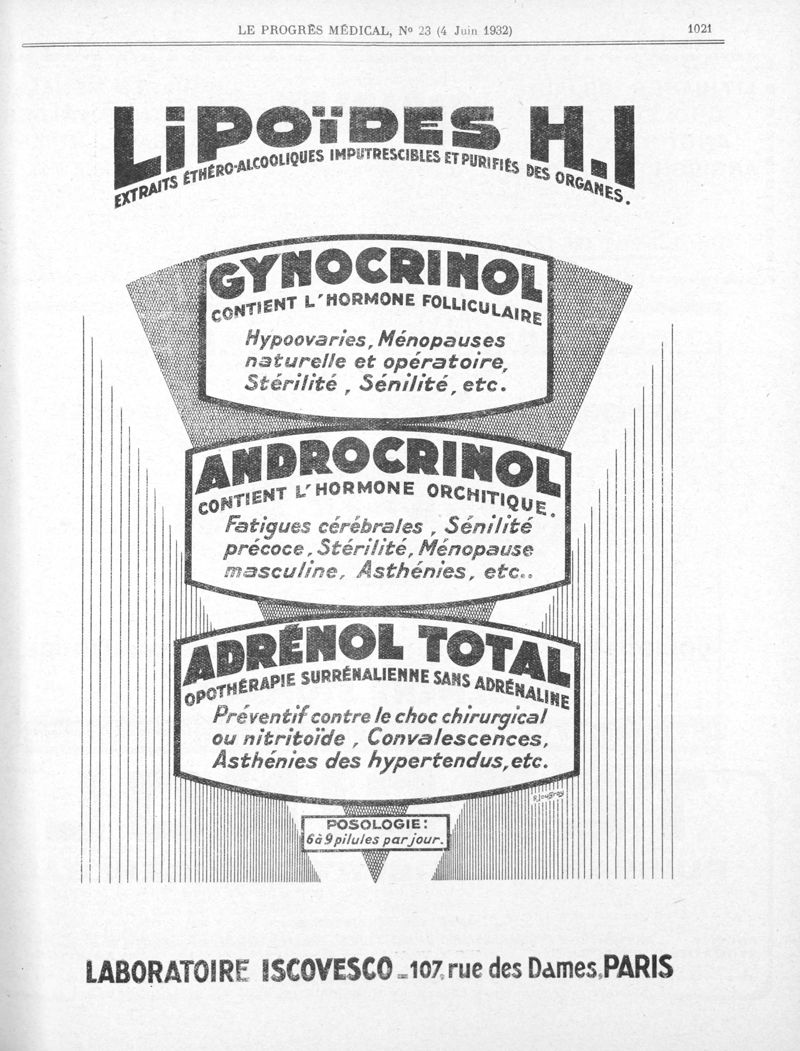 LE PROGRÈS MÉDICAL, Nº 23 (4 Juin 1932)
1021
LiPOÏDES H.I
EXTRAITS ÉTHÉRO-ALCOOLIQUES IMPUTRESCIBLES ET PURIFIÉS DES ORGANES.
GYNOCRINOL
CONTIENT L'HORMONE FOLLICULAIRE
Hypoovaries, Ménopauses
naturelle et opératoire,
Stérilité, Sénilité, etc.
ANDROCRINOL
CONTIENT L'HORMONE ORCHITIQUE.
Fatigues cérébrales, Sénilité
précoce, Stérilité, Ménopause
masculine, Asthénies, etc..
ADRÉNOL TOTAL
OPOTHÉRAPIE SURRÉNALIENNE SANS ADRÉNALINE
Préventif contre le choc chirurgical
ou nitritoïde, Convalescences,
Asthénies des hypertendus, etc.
POSOLOGIE:
6 à 9 pilules par jour.
LABORATOIRE ISCOVESCO _ 107, rue des Dames, PARIS